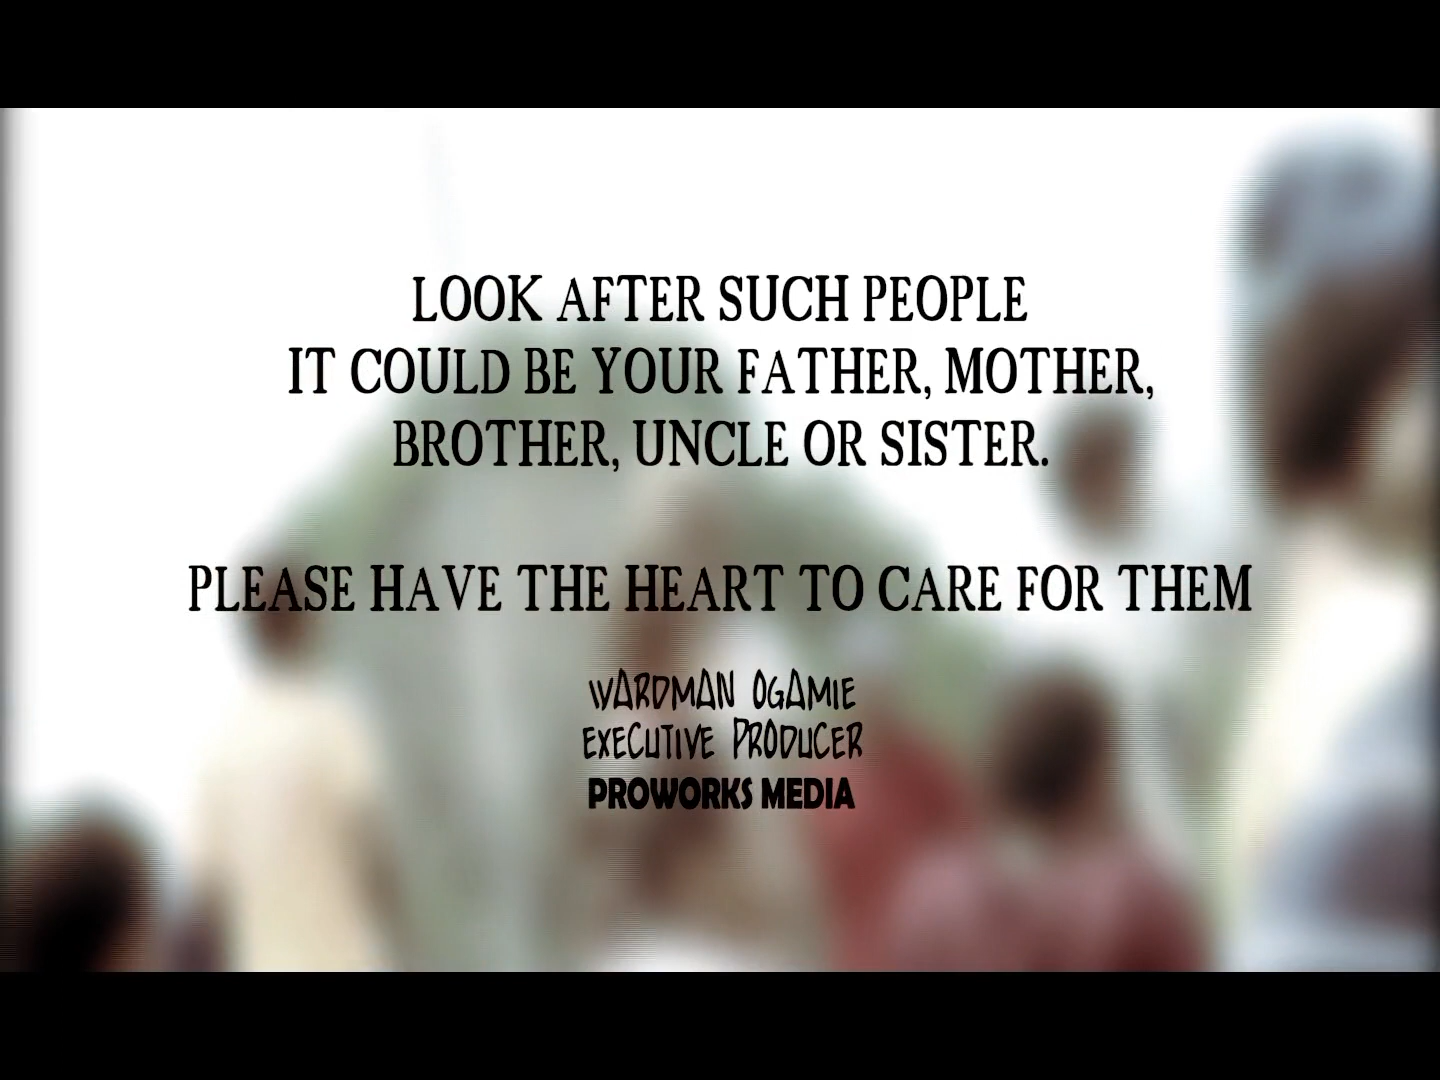 LOOK AFTER SUCH PEOPLE
IT COULD BE YOUR FATHER, MOTHER,
BROTHER, UNCLE OR SISTER.
PLEASE HAVE THE HEART TO CARE FOR THEM
WARDMAN OGAMIE
EXECUTIVE PRODUCER
PROWORKS MEDIA